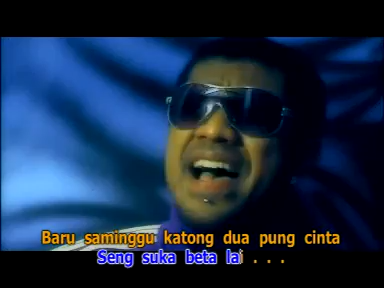 Baru saminggu katong dua pung cinta
Seng suka beta lai . . .